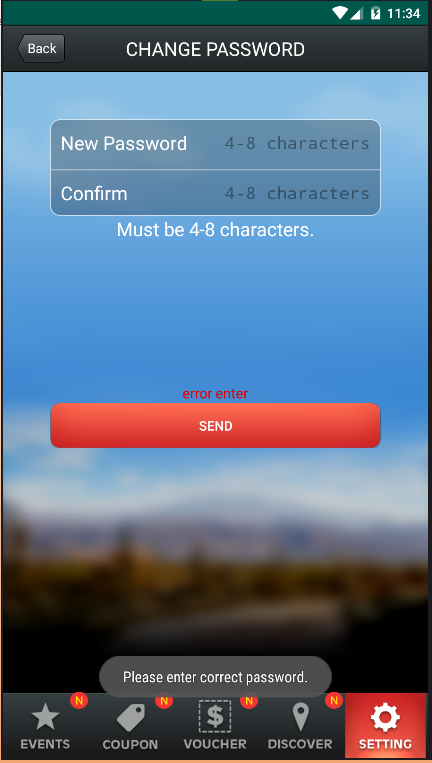 11:34
Back CHANGE PASSWORD
New Password 4-8 characters
Confirm 4-8 characters
Must be 4-8 characters.
error enter
SEND
Please enter correct password.
N N N N
$
EVENTS COUPON VOUCHER DISCOVER SETTING